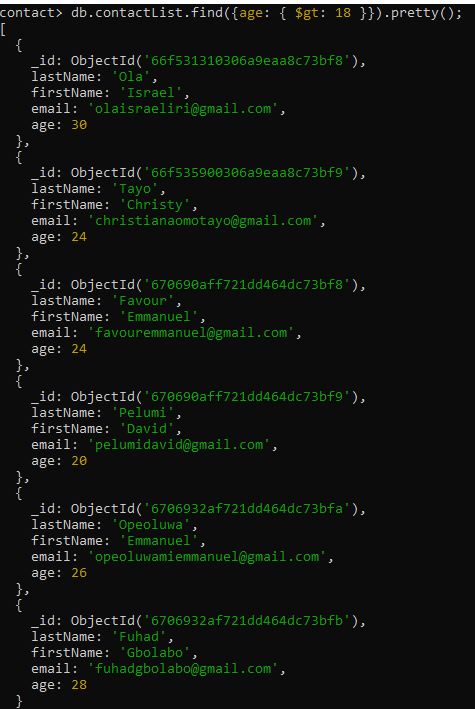 contact> db.contactList.find({age: { $gt: 18 }}).pretty();
[
  {
    _id: ObjectId('66f531310306a9eaa8c73bf8'),
    lastName: 'Ola',
    firstName: 'Israel',
    email: 'olaisraeliri@gmail.com',
    age: 30
  },
  {
    _id: ObjectId('66f535900306a9eaa8c73bf9'),
    lastName: 'Tayo',
    firstName: 'Christy',
    email: 'christianaomotayo@gmail.com',
    age: 24
  },
  {
    _id: ObjectId('670690aff721dd464dc73bf8'),
    lastName: 'Favour',
    firstName: 'Emmanuel',
    email: 'favouremmanuel@gmail.com',
    age: 24
  },
  {
    _id: ObjectId('670690aff721dd464dc73bf9'),
    lastName: 'Pelumi',
    firstName: 'David',
    email: 'pelumidavid@gmail.com',
    age: 20
  },
  {
    _id: ObjectId('6706932af721dd464dc73bfa'),
    lastName: 'Opeoluwa',
    firstName: 'Emmanuel',
    email: 'opeoluwamiemmanuel@gmail.com',
    age: 26
  },
  {
    _id: ObjectId('6706932af721dd464dc73bfb'),
    lastName: 'Fuhad',
    firstName: 'Gbolabo',
    email: 'fuhadgbolabo@gmail.com',
    age: 28
  }